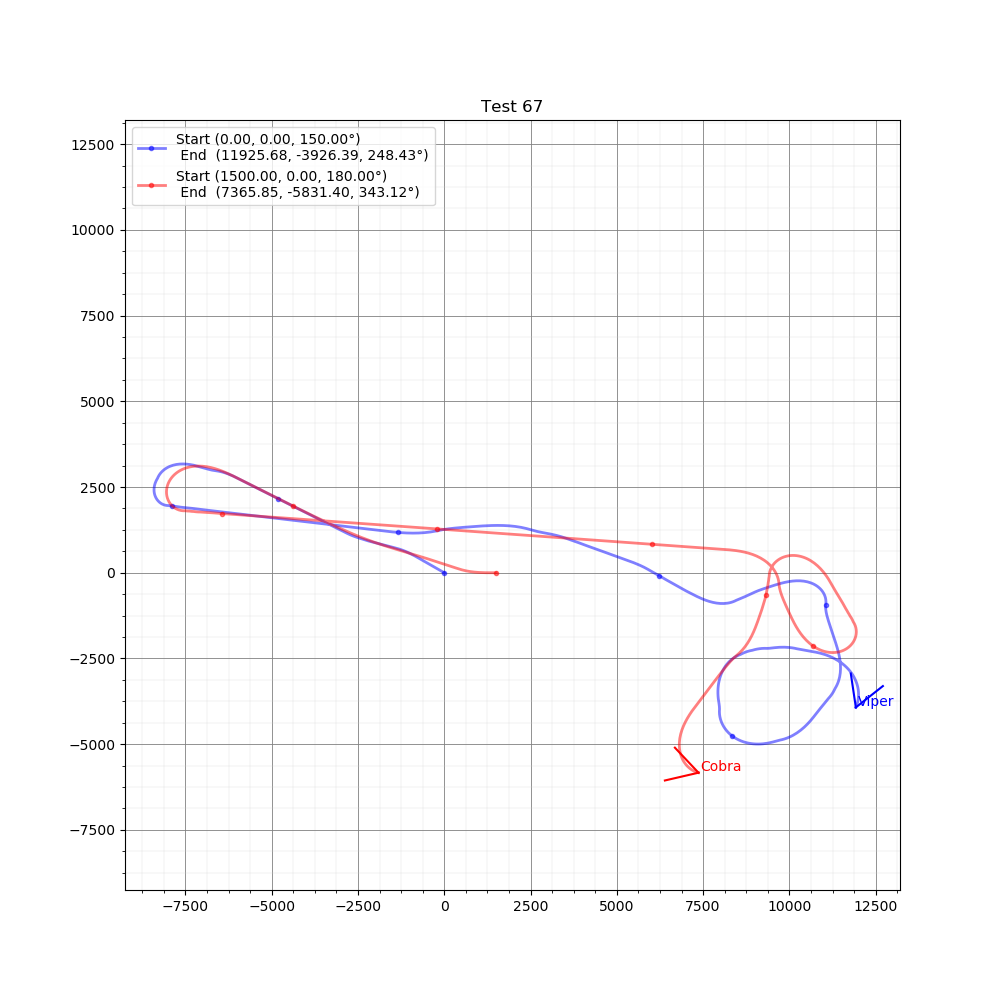 Test 67
Start (0.00, 0.00, 150.00°)
End (11925.68, -3926.39, 248.43°)
Start (1500.00, 0.00, 180.00°)
End (7365.85, -5831.40, 343.12°)
12500
10000
7500
5000
2500
0
−2500
−5000
−7500
Viper
Cobra
−7500 −5000 −2500 0 2500 5000 7500 10000 12500